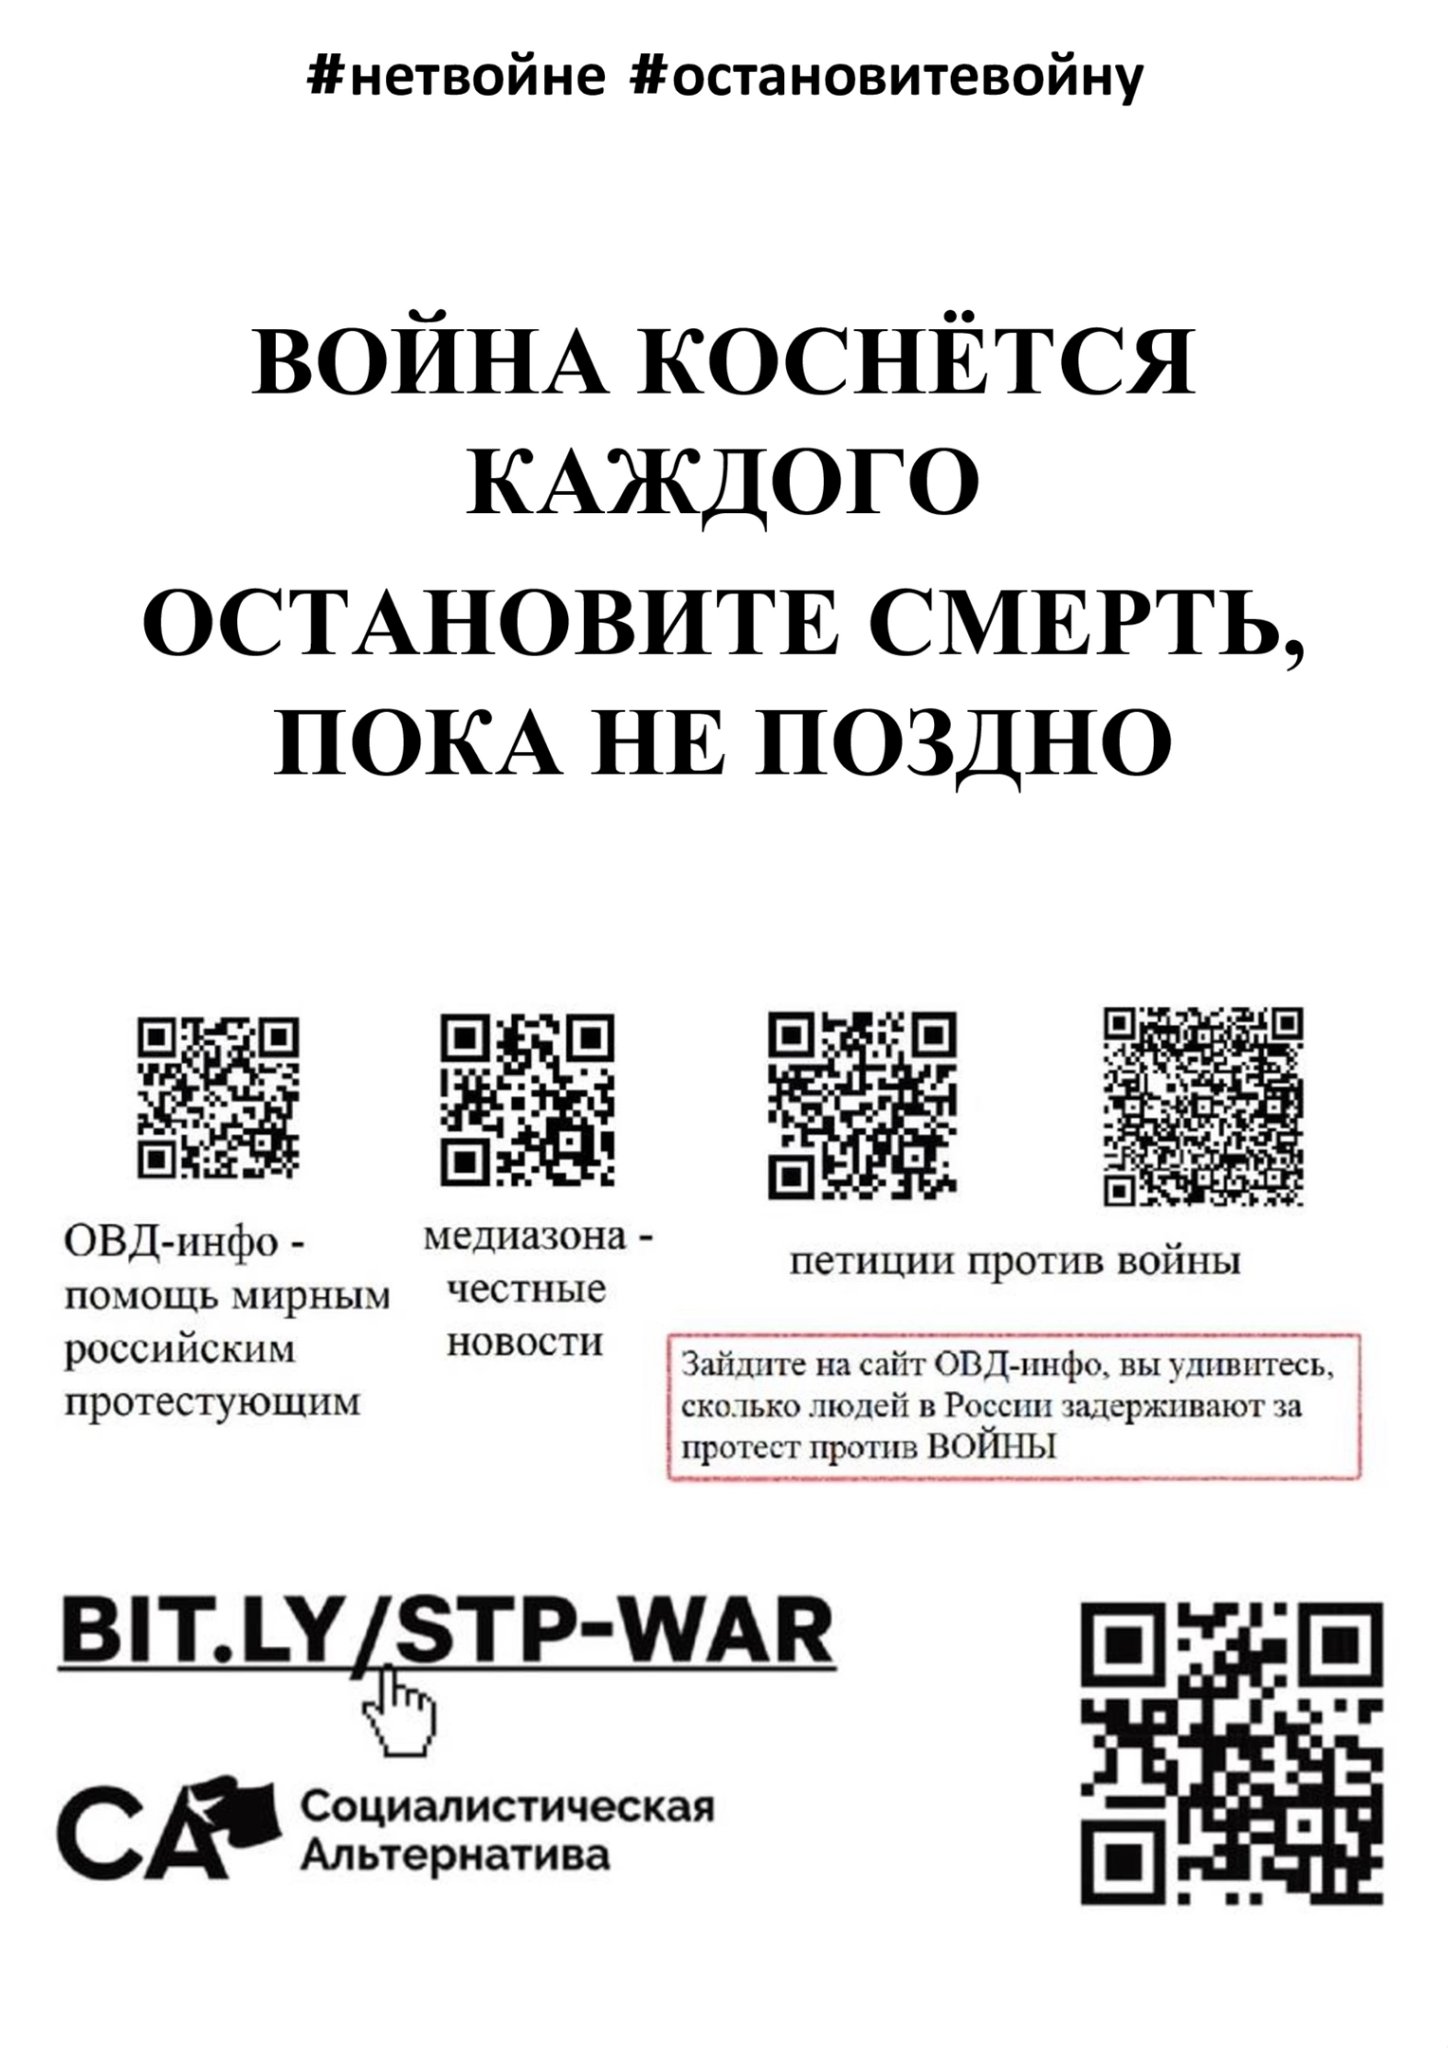 #нетвойне #остановитевойну
ВОЙНА КОСНЁТСЯ
КАЖДОГО
ОСТАНОВИТЕ СМЕРТЬ,
ПОКА НЕ ПОЗДНО
ОВД-инфо -
помощь мирным
российским
протестующим
медиазона -
честные
новости
петиции против войны
Зайдите на сайт ОВД-инфо, вы удивитесь,
сколько людей в России задерживают за
протест против ВОЙНЫ
BIT.LY/STP-WAR
СА
Социалистическая
Альтернатива